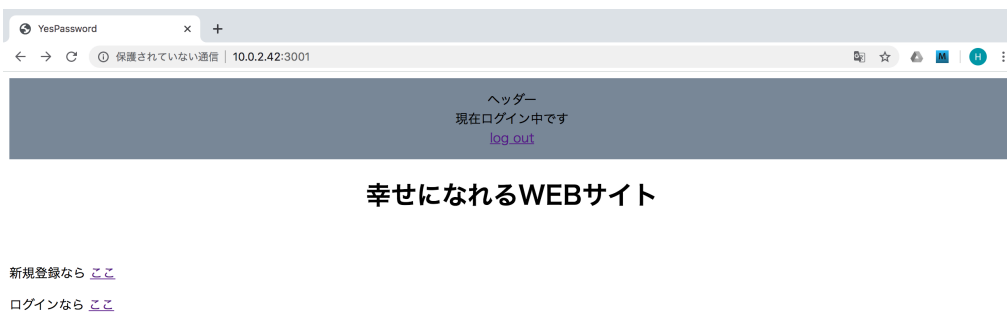 YesPassword
保護されていない通信 | 10.0.2.42:3001
M
H
ヘッダー
現在ログイン中です
log out
幸せになれるWEBサイト
新規登録なら ここ
ログインなら ここ